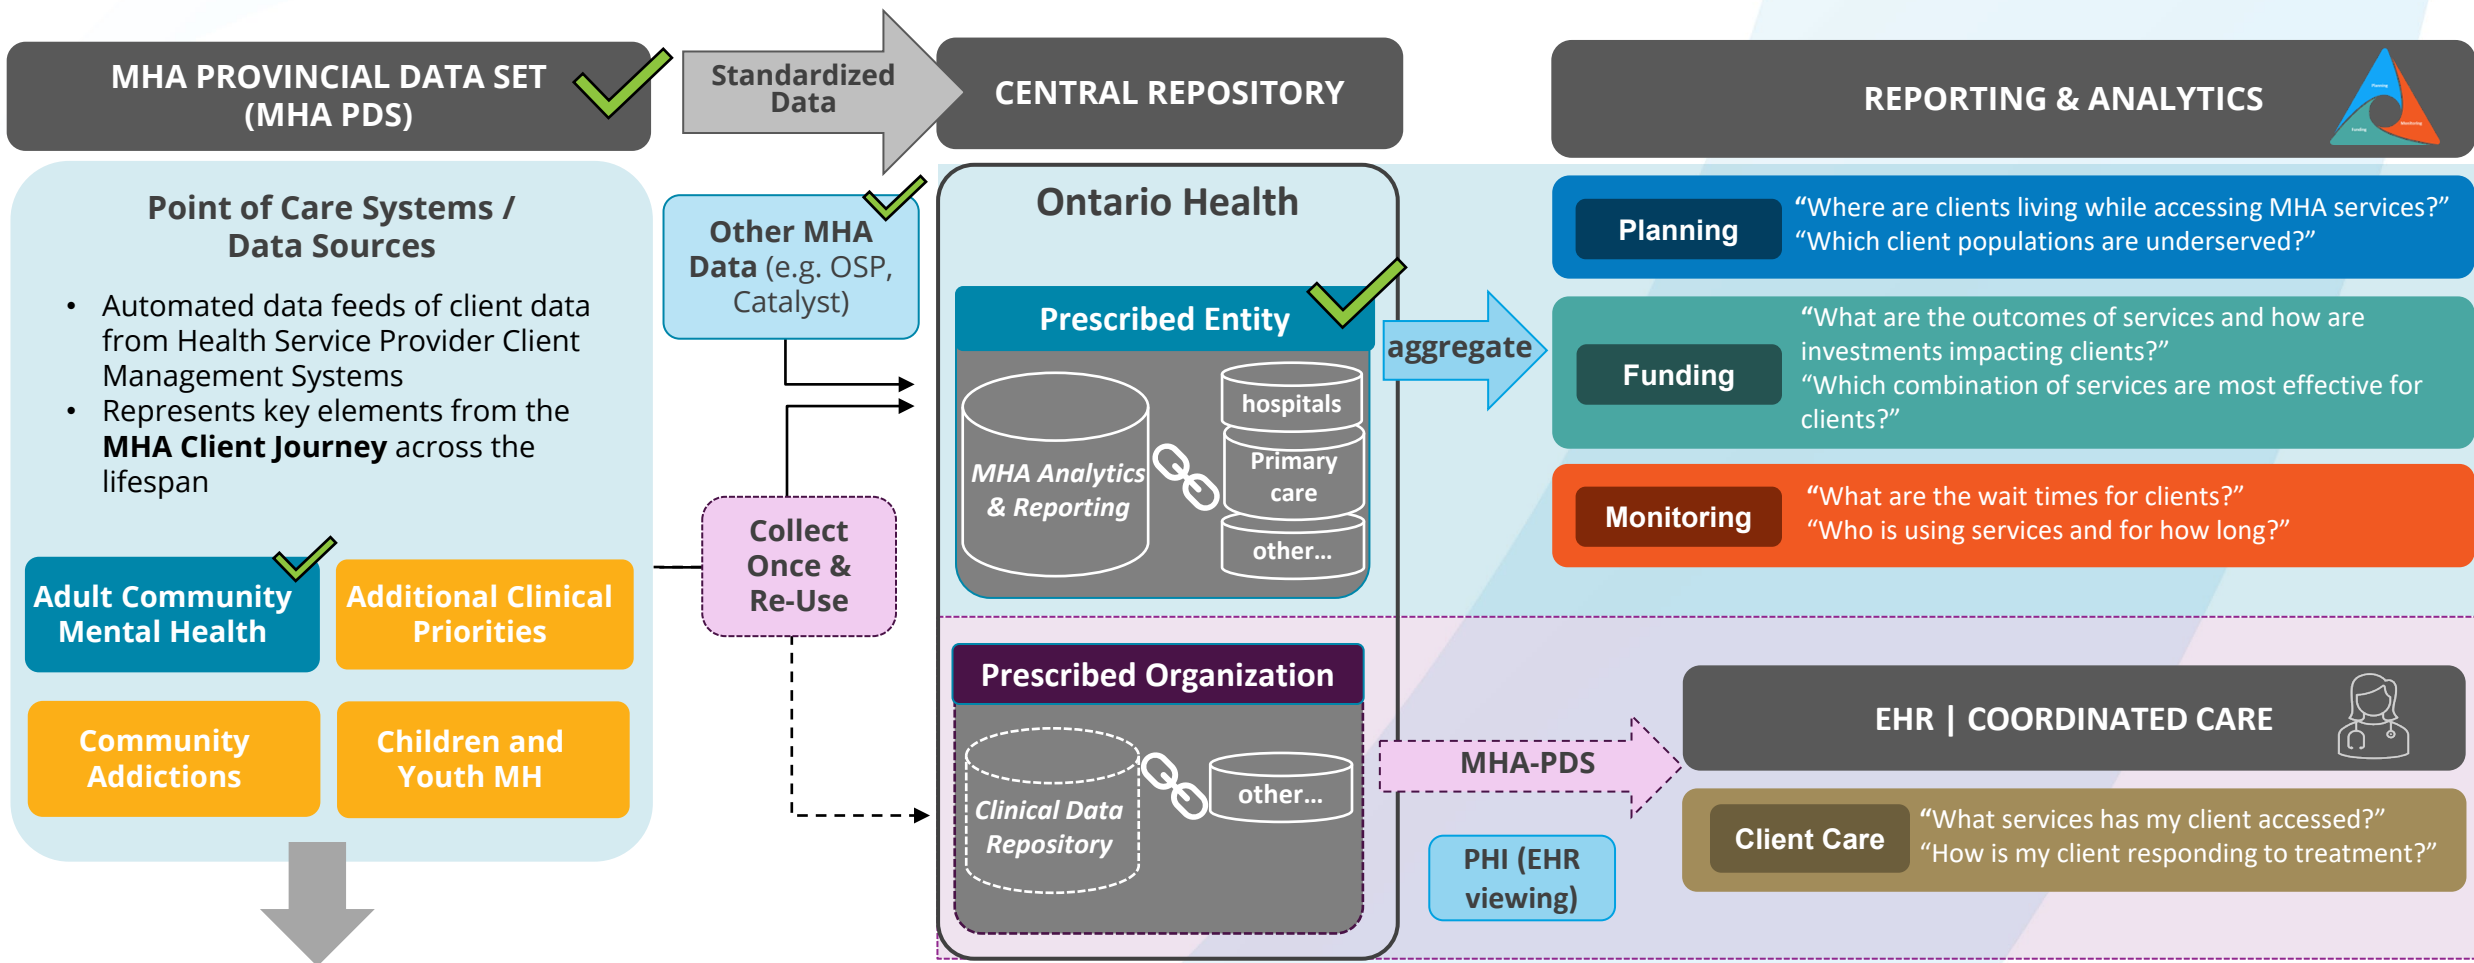 MHA PROVINCIAL DATA SET
(MHA PDS)
Standardized
Data
CENTRAL REPOSITORY
REPORTING & ANALYTICS
Planning
Funding
Monitoring
Point of Care Systems /
Data Sources
• Automated data feeds of client data
from Health Service Provider Client
Management Systems
• Represents key elements from the
MHA Client Journey across the
lifespan
Adult Community
Mental Health
Additional Clinical
Priorities
Community
Addictions
Children and
Youth MH
Other MHA
Data (e.g. OSP,
Catalyst)
Collect
Once &
Re-Use
Ontario Health
Prescribed Entity
MHA Analytics
& Reporting
hospitals
Primary
care
other...
aggregate
Planning
“Where are clients living while accessing MHA services?”
“Which client populations are underserved?”
Funding
“What are the outcomes of services and how are
investments impacting clients?”
“Which combination of services are most effective for
clients?”
Monitoring
“What are the wait times for clients?”
“Who is using services and for how long?”
Prescribed Organization
Clinical Data
Repository
other...
MHA-PDS
PHI (EHR
viewing)
EHR | COORDINATED CARE
Client Care
“What services has my client accessed?”
“How is my client responding to treatment?”